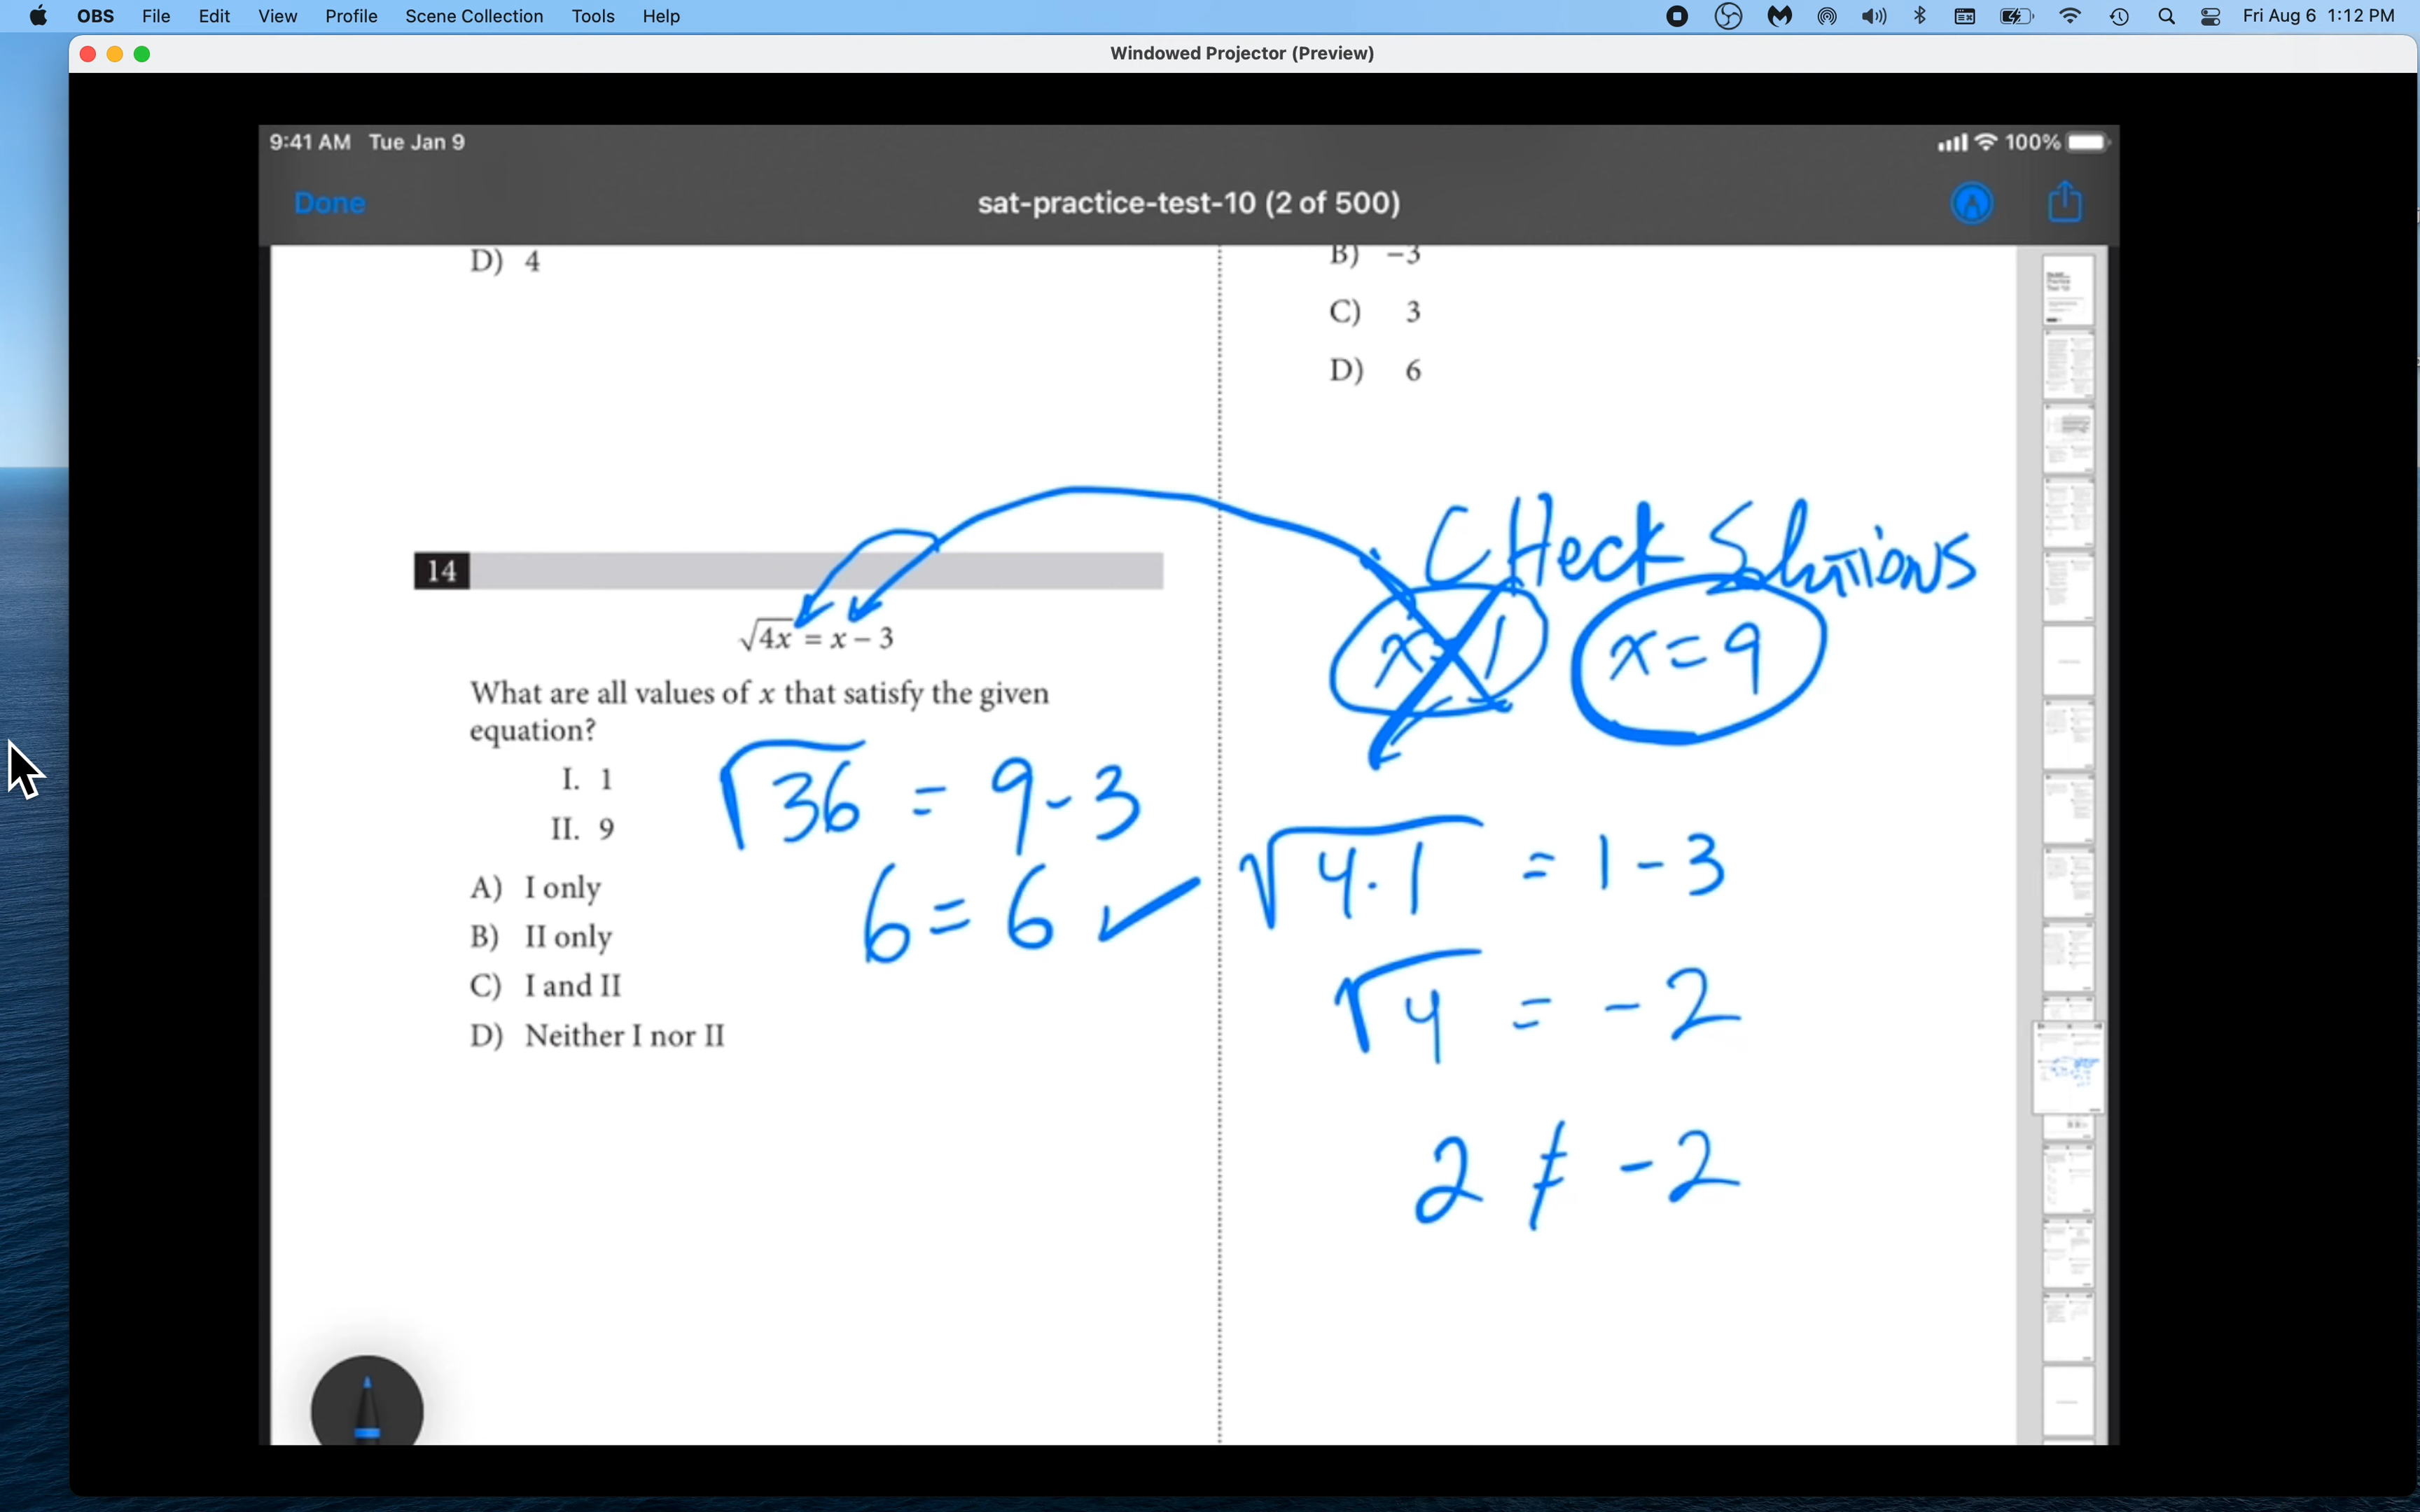 OBS File Edit View Profile Scene Collection Tools Help Fri Aug 6 1:12 PM
Windowed Projector (Preview)
9:41 AM Tue Jan 9 100%
Done sat-practice-test-10 (2 of 500)
D) 4
B) −3
C) 3
D) 6
CHeck Solutions
14
√4x = x − 3
x = 1 x = 9
What are all values of x that satisfy the given
equation?
I. 1
II. 9
√36 = 9 - 3
6 = 6 ✓
A) I only
B) II only
C) I and II
D) Neither I nor II
√4·1 = 1 - 3
√4 = -2
2 ≠ -2